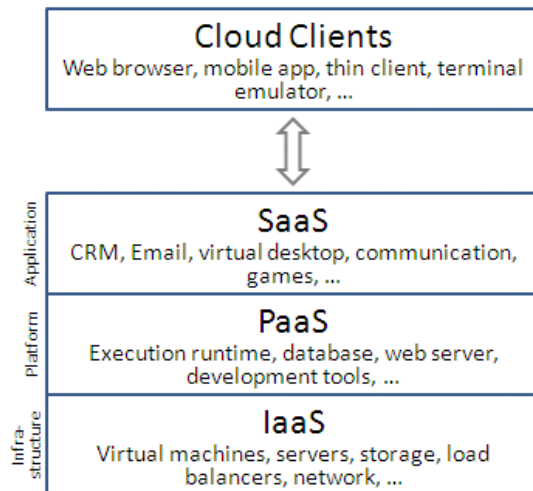 Cloud Clients
Web browser, mobile app, thin client, terminal
emulator, ...
Application
SaaS
CRM, Email, virtual desktop, communication,
games, ...
Platform
PaaS
Execution runtime, database, web server,
development tools, ...
Infra-
structure
IaaS
Virtual machines, servers, storage, load
balancers, network, ...